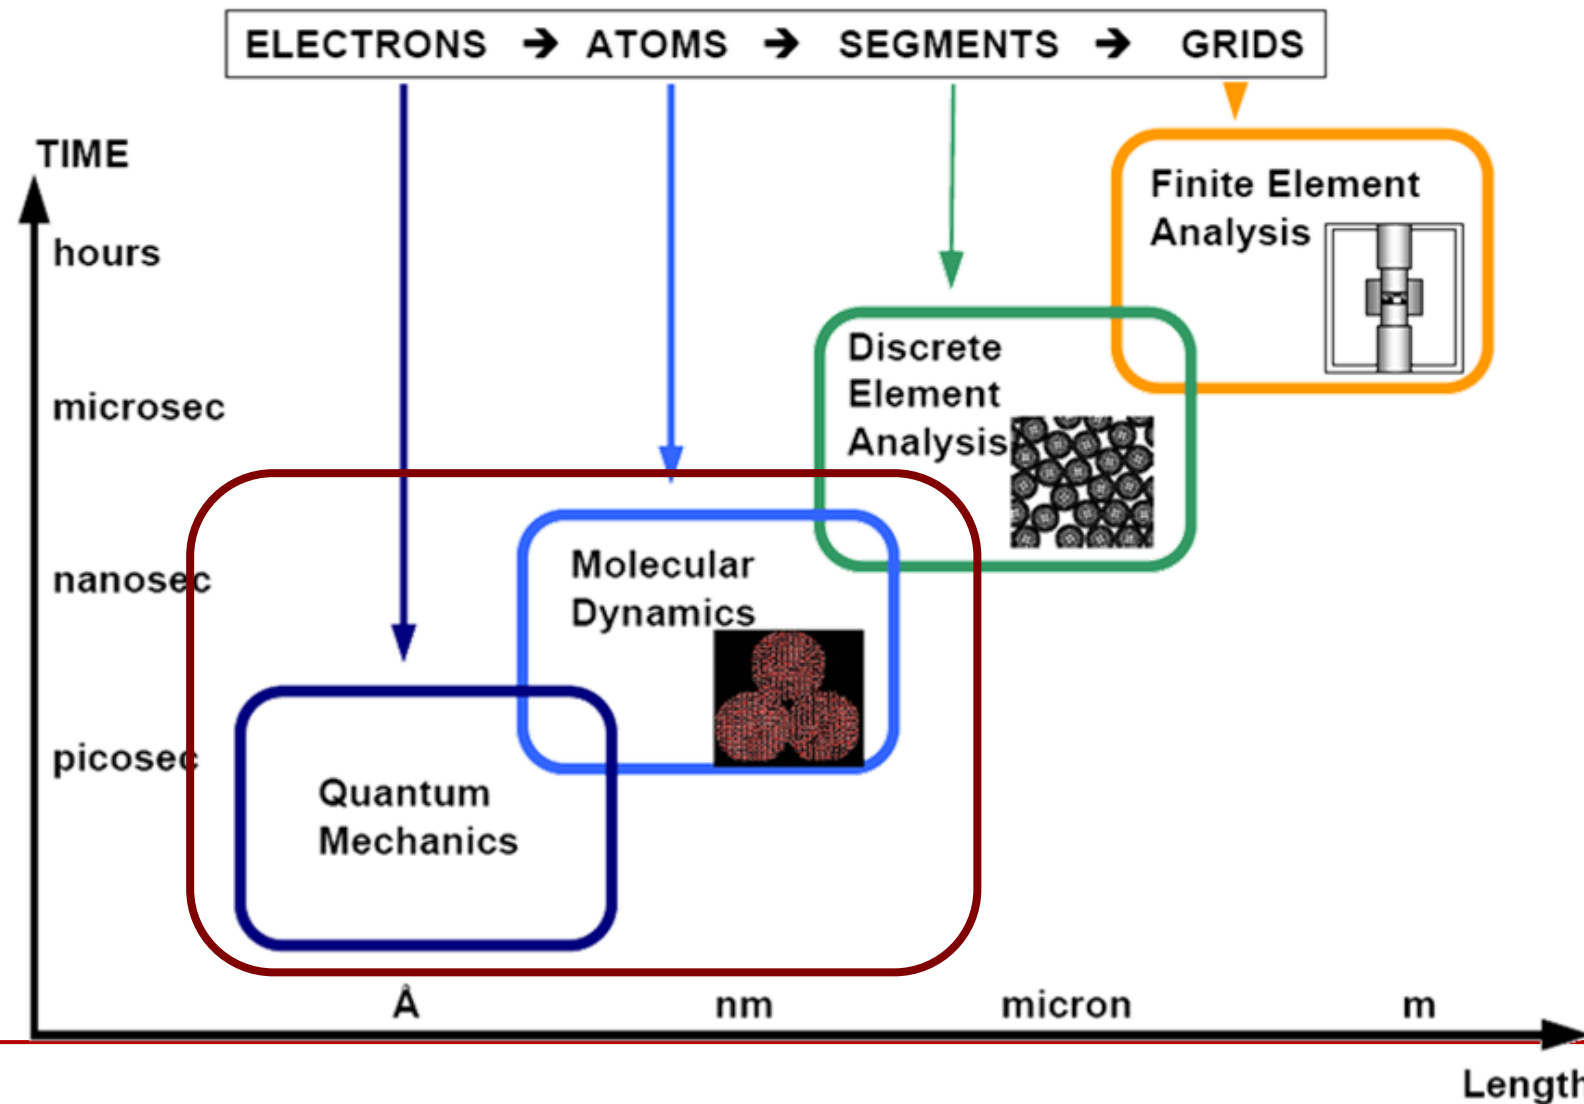 ELECTRONS → ATOMS → SEGMENTS → GRIDS
TIME
hours
microsec
nanosec
picosec
Finite Element
Analysis
Discrete
Element
Analysis
Molecular
Dynamics
Quantum
Mechanics
Å nm micron m
Length